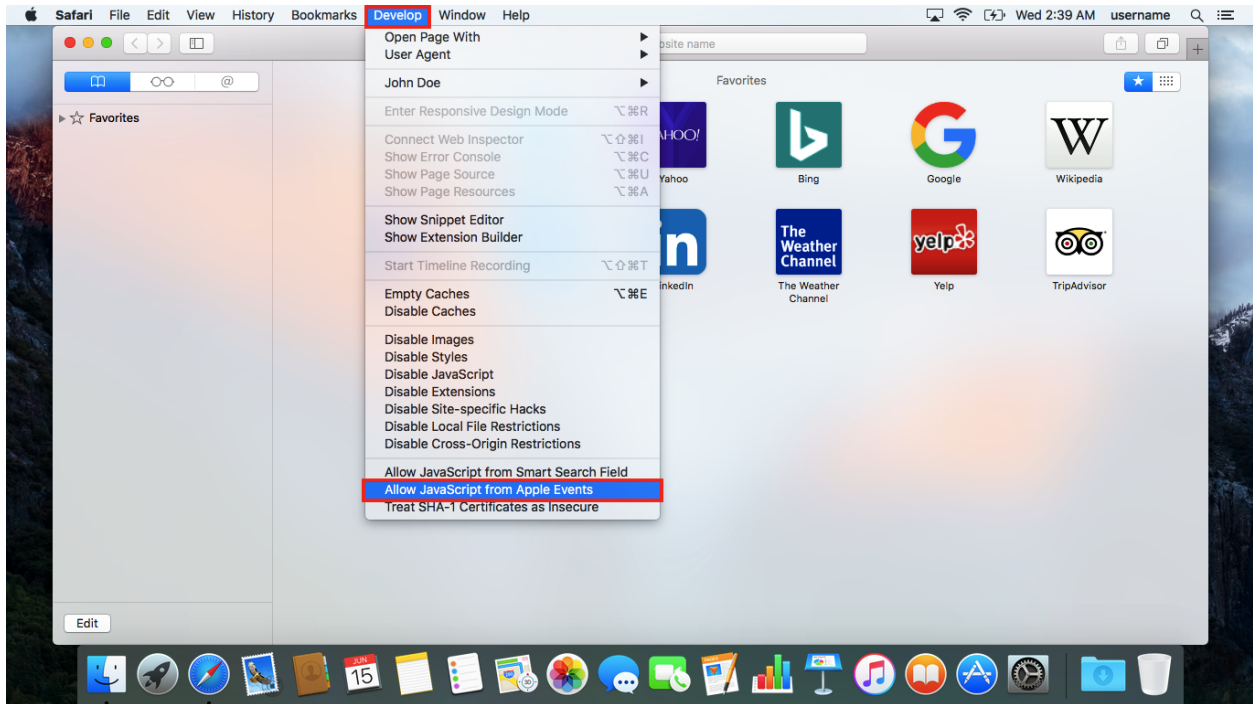 Safari File Edit View History Bookmarks Develop Window Help Wed 2:39 AM username
bsite name
@
Favorites
Favorites
Open Page With
User Agent
John Doe
Enter Responsive Design Mode ⌥⌘R
Connect Web Inspector ⌥⇧⌘I
Show Error Console ⌥⌘C
Show Page Source ⌥⌘U
Show Page Resources ⌥⌘A
Show Snippet Editor
Show Extension Builder
Start Timeline Recording ⌥⇧⌘T
Empty Caches ⌥⌘E
Disable Caches
Disable Images
Disable Styles
Disable JavaScript
Disable Extensions
Disable Site-specific Hacks
Disable Local File Restrictions
Disable Cross-Origin Restrictions
Allow JavaScript from Smart Search Field
Allow JavaScript from Apple Events
Treat SHA-1 Certificates as Insecure
AHOO!
W
Yahoo Bing Google Wikipedia
in
The
Weather
Channel
yelp
inkedIn The Weather
Channel
Yelp TripAdvisor
Edit
JUN
15
3D